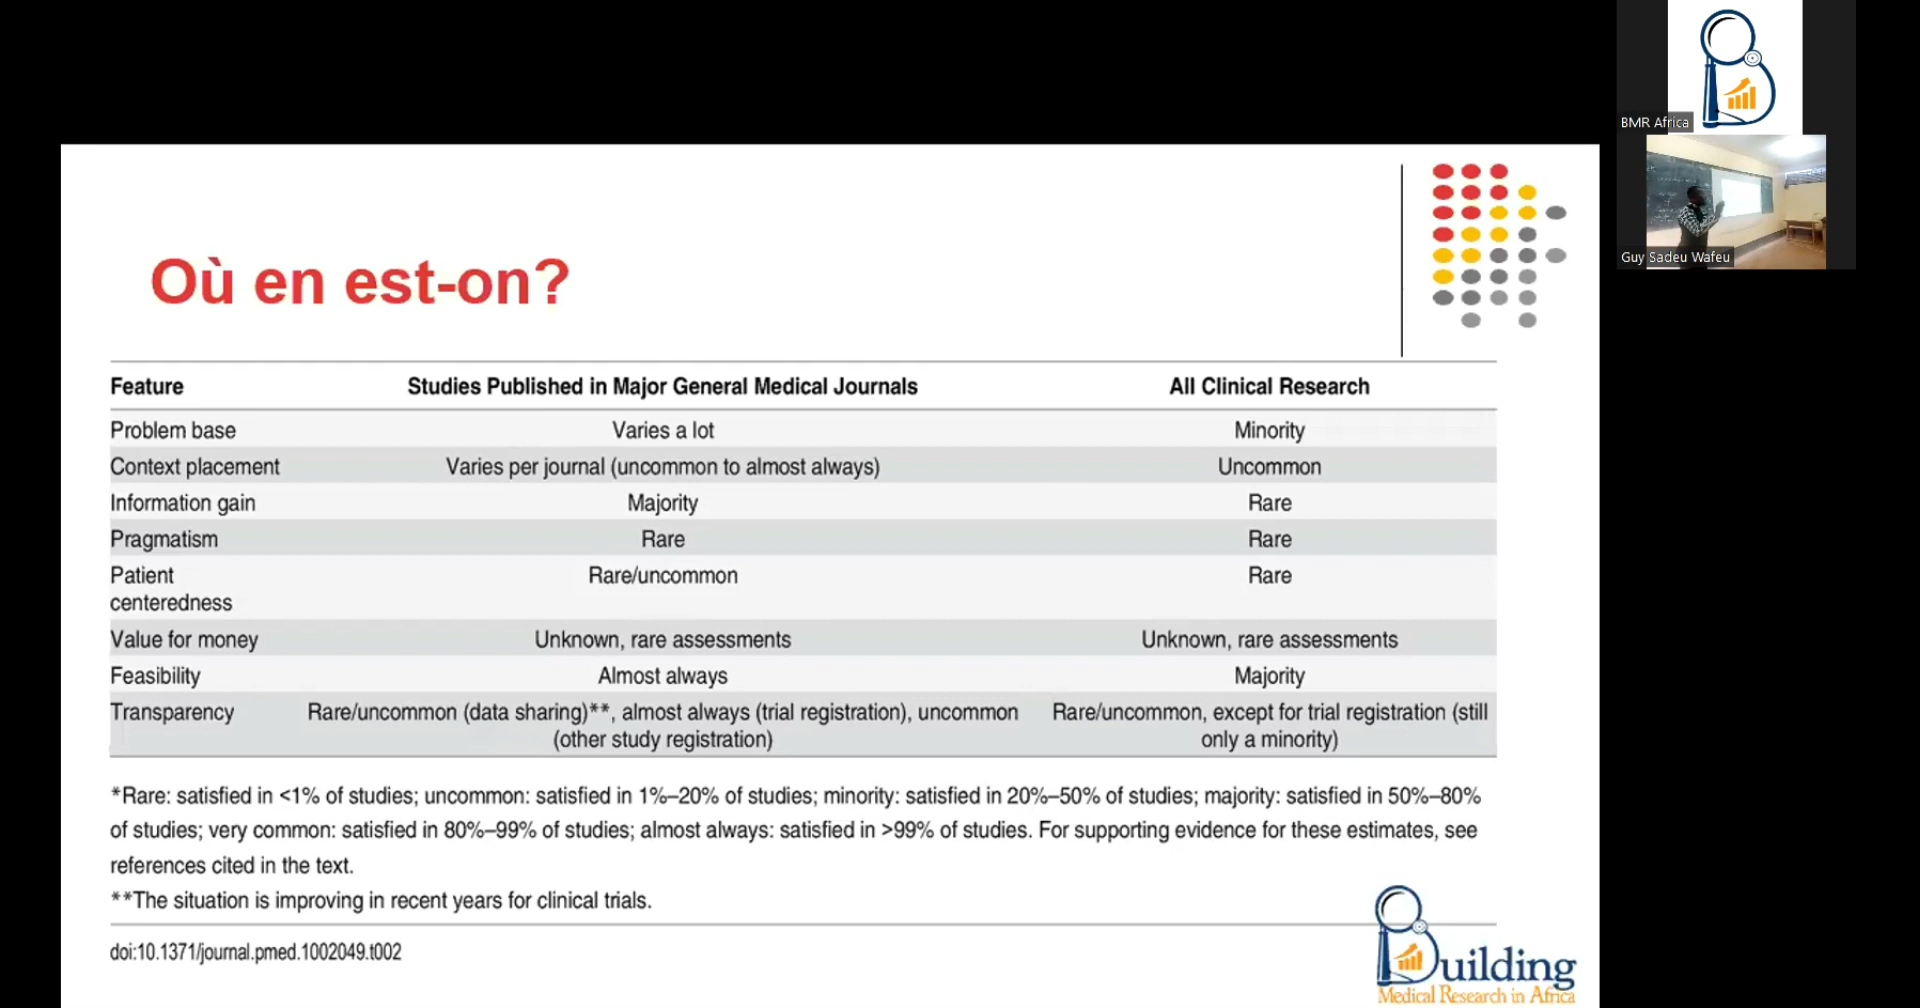 BMR Africa
Guy Sadeu Wafeu
Où en est-on?
Feature Studies Published in Major General Medical Journals All Clinical Research
Problem base Varies a lot Minority
Context placement Varies per journal (uncommon to almost always) Uncommon
Information gain Majority Rare
Pragmatism Rare Rare
Patient Rare/uncommon Rare
centeredness
Value for money Unknown, rare assessments Unknown, rare assessments
Feasibility Almost always Majority
Transparency Rare/uncommon (data sharing)**, almost always (trial registration), uncommon Rare/uncommon, except for trial registration (still
(other study registration) only a minority)
*Rare: satisfied in <1% of studies; uncommon: satisfied in 1%–20% of studies; minority: satisfied in 20%–50% of studies; majority: satisfied in 50%–80%
of studies; very common: satisfied in 80%–99% of studies; almost always: satisfied in >99% of studies. For supporting evidence for these estimates, see
references cited in the text.
**The situation is improving in recent years for clinical trials.
doi:10.1371/journal.pmed.1002049.t002
Building
Medical Research in Africa